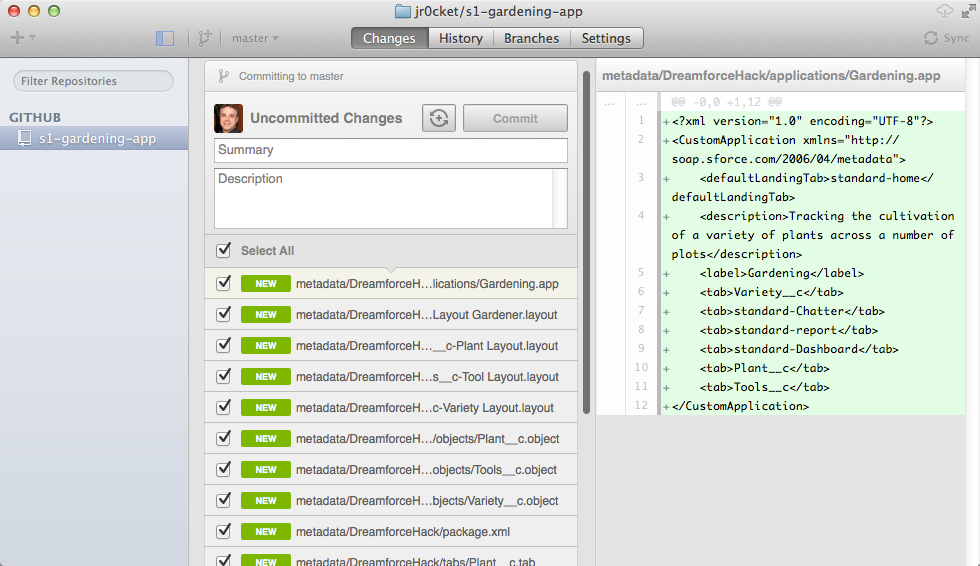 jr0cket/s1-gardening-app
master
Changes
History
Branches
Settings
Sync
Filter Repositories
GITHUB
s1-gardening-app
Committing to master
Uncommitted Changes
Commit
Summary
Description
Select All
NEW metadata/DreamforceH…lications/Gardening.app
NEW metadata/DreamforceH…Layout Gardener.layout
NEW metadata/DreamforceH…__c-Plant Layout.layout
NEW metadata/DreamforceH…s__c-Tool Layout.layout
NEW metadata/DreamforceH…c-Variety Layout.layout
NEW metadata/DreamforceH…/objects/Plant__c.object
NEW metadata/DreamforceH…objects/Tools__c.object
NEW metadata/DreamforceH…bjects/Variety__c.object
NEW metadata/DreamforceHack/package.xml
NEW metadata/DreamforceHack/tabs/Plant__c.tab
metadata/DreamforceHack/applications/Gardening.app
... ... @@ -0,0 +1,12 @@
1 +<?xml version="1.0" encoding="UTF-8"?>
2 +<CustomApplication xmlns="http://
soap.sforce.com/2006/04/metadata">
3 + <defaultLandingTab>standard-home</
defaultLandingTab>
4 + <description>Tracking the cultivation
of a variety of plants across a number of
plots</description>
5 + <label>Gardening</label>
6 + <tab>Variety__c</tab>
7 + <tab>standard-Chatter</tab>
8 + <tab>standard-report</tab>
9 + <tab>standard-Dashboard</tab>
10 + <tab>Plant__c</tab>
11 + <tab>Tools__c</tab>
12 +</CustomApplication>